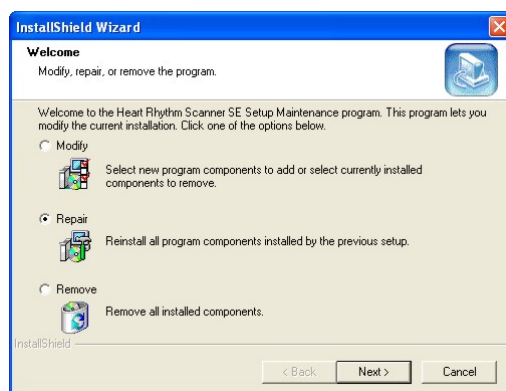 InstallShield Wizard
Welcome
Modify, repair, or remove the program.
Welcome to the Heart Rhythm Scanner SE Setup Maintenance program. This program lets you
modify the current installation. Click one of the options below.
Modify
Select new program components to add or select currently installed
components to remove.
Repair
Reinstall all program components installed by the previous setup.
Remove
Remove all installed components.
InstallShield
< Back Next > Cancel